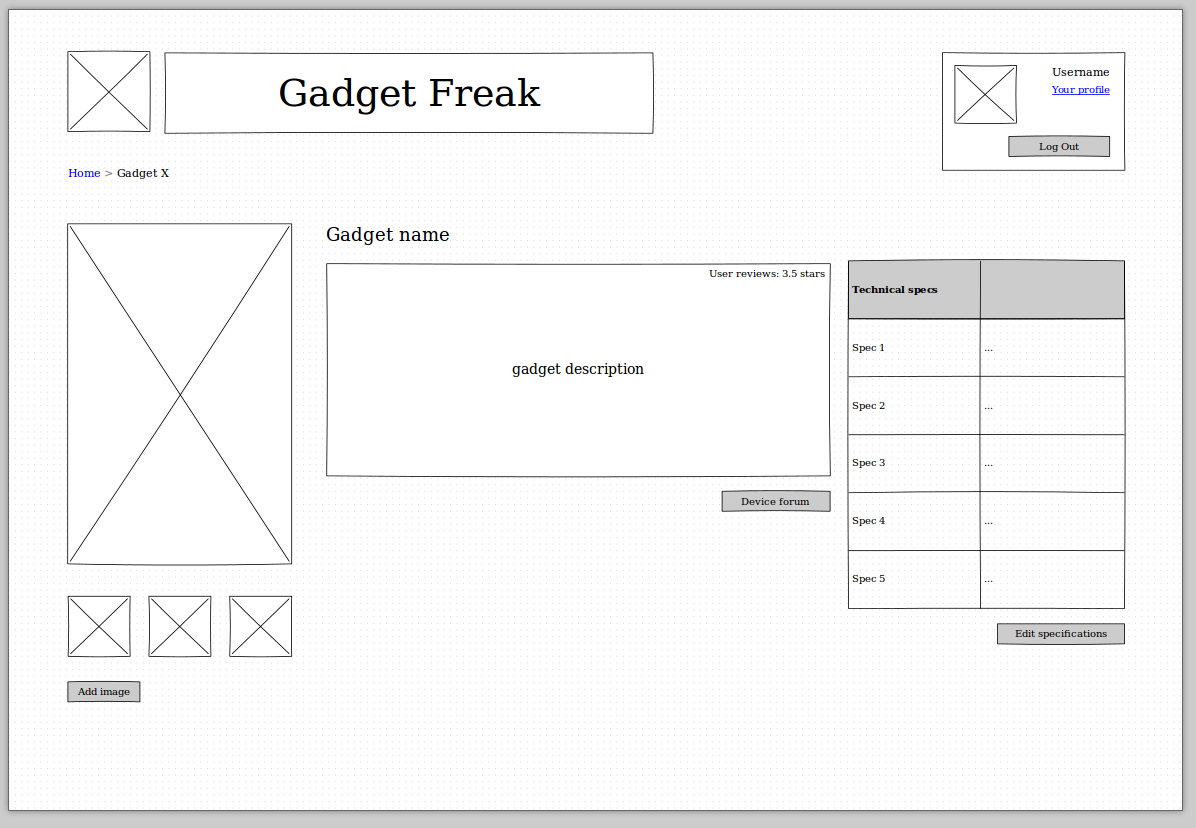 Gadget Freak
Username
Your profile
Log Out
Home > Gadget X
Gadget name
User reviews: 3.5 stars
gadget description
Device forum
Technical specs
Spec 1 ...
Spec 2 ...
Spec 3 ...
Spec 4 ...
Spec 5 ...
Edit specifications
Add image